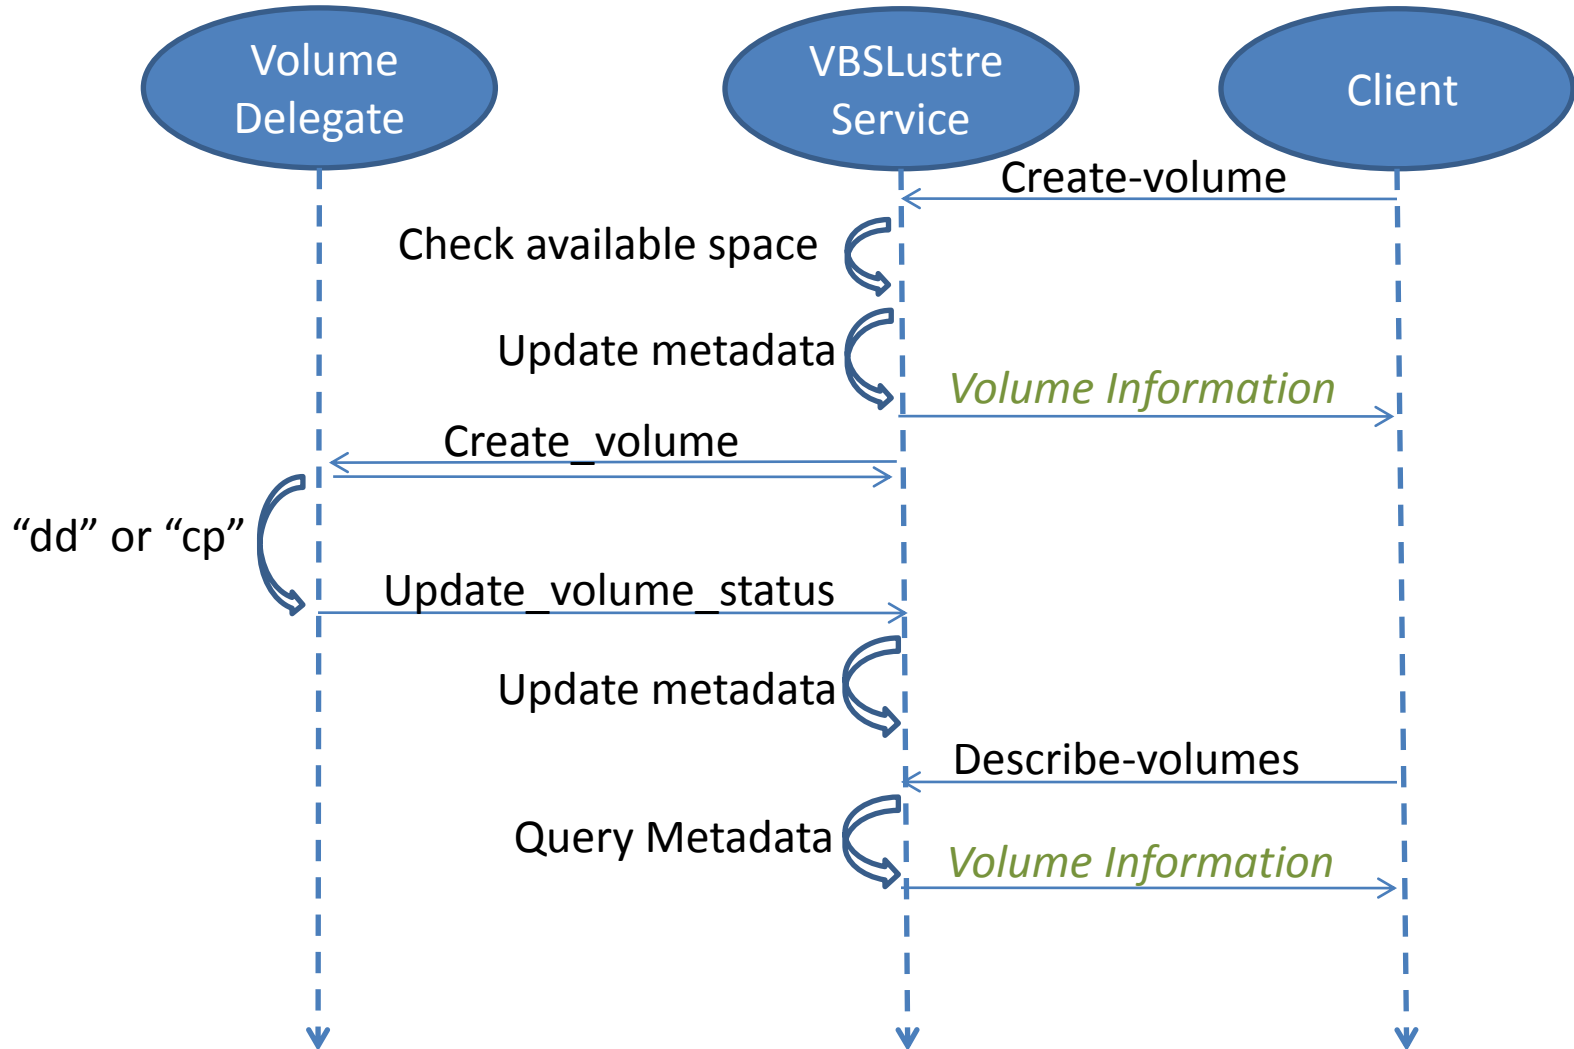 Volume
Delegate
VBSLustre
Service
Client
Create-volume
Check available space
Update metadata
Volume Information
Create_volume
“dd” or “cp”
Update_volume_status
Update metadata
Describe-volumes
Query Metadata
Volume Information